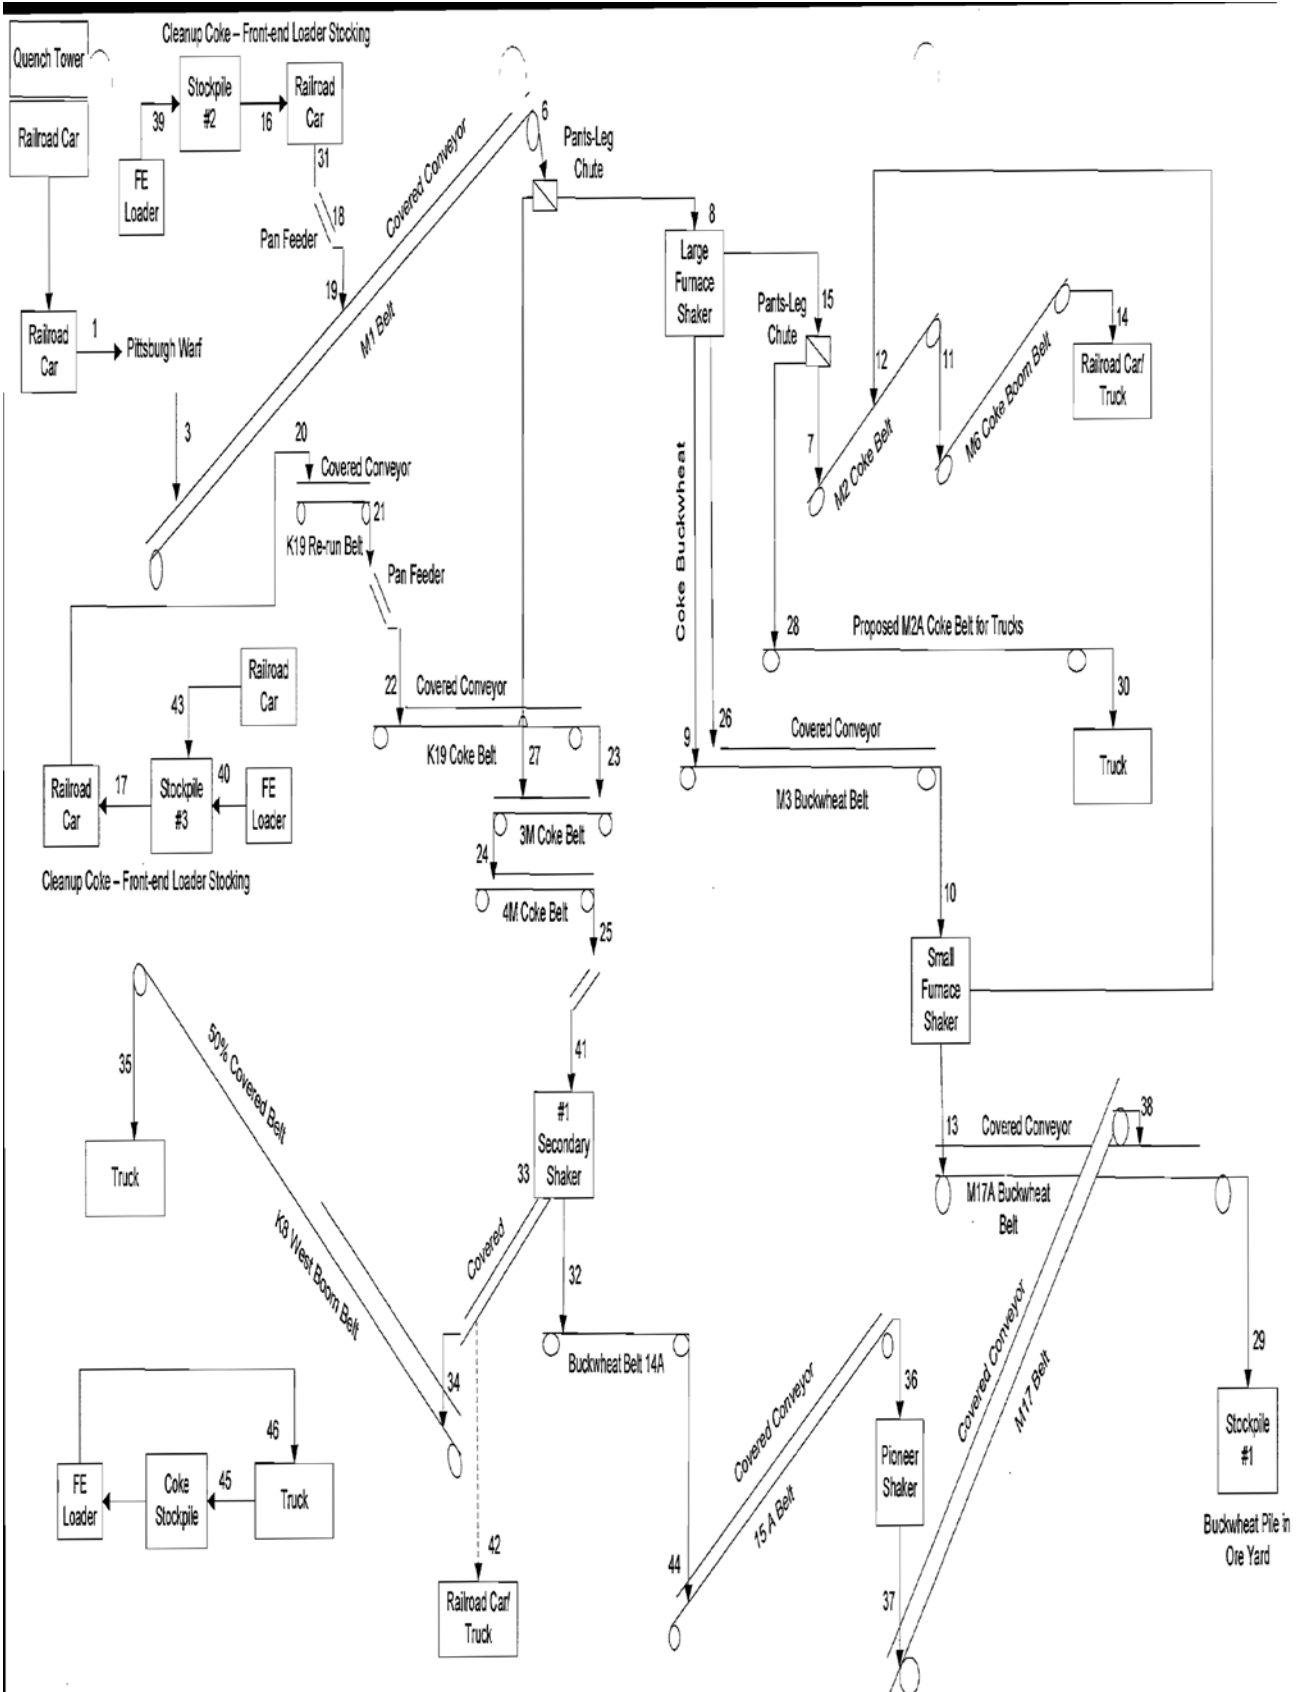 Cleanup Coke – Front-end Loader Stocking
Quench Tower
Railroad Car
Stockpile
#2
Railroad
Car
39
16
31
FE
Loader
18
Pan Feeder
19
Covered Conveyor
M1 Belt
6
Pants-Leg
Chute
8
Large
Furnace
Shaker
15
Pants-Leg
Chute
7
12
11
14
M2 Coke Belt
M6 Coke Boom Belt
Railroad Car/
Truck
Railroad
Car
1
Pittsburgh Warf
3
20
Covered Conveyor
21
K19 Re-run Belt
Pan Feeder
22
Covered Conveyor
K19 Coke Belt
27
23
Coke Buckwheat
9
26
28
Proposed M2A Coke Belt for Trucks
30
Truck
Covered Conveyor
M3 Buckwheat Belt
Railroad
Car
43
Railroad
Car
17
Stockpile
#3
40
FE
Loader
Cleanup Coke – Front-end Loader Stocking
3M Coke Belt
24
4M Coke Belt
25
10
Small
Furnace
Shaker
41
#1
Secondary
Shaker
33
35
50% Covered Belt
K8 West Boom Belt
Truck
Covered
32
34
Buckwheat Belt 14A
13
Covered Conveyor
38
M17A Buckwheat
Belt
29
Stockpile
#1
Buckwheat Pile in
Ore Yard
Covered Conveyor
M17 Belt
36
Pioneer
Shaker
37
Covered Conveyor
15 A Belt
44
42
Railroad Car/
Truck
46
FE
Loader
Coke
Stockpile
45
Truck